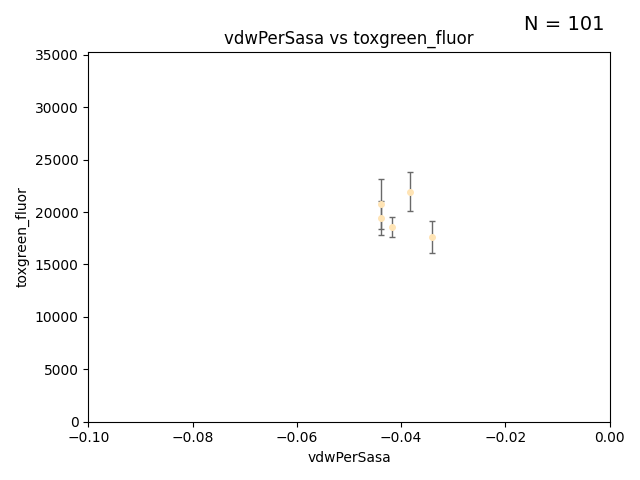 N = 101
vdwPerSasa vs toxgreen_fluor
35000
30000
25000
20000
15000
10000
5000
0
toxgreen_fluor
−0.10 −0.08 −0.06 −0.04 −0.02 0.00
vdwPerSasa